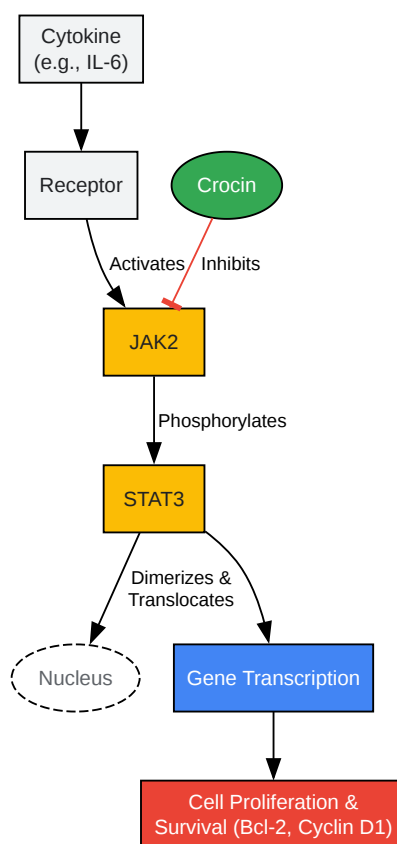 Cytokine
(e.g., IL-6)
Receptor
Crocin
Activates
Inhibits
JAK2
Phosphorylates
STAT3
Dimerizes &
Translocates
Nucleus
Gene Transcription
Cell Proliferation &
Survival (Bcl-2, Cyclin D1)